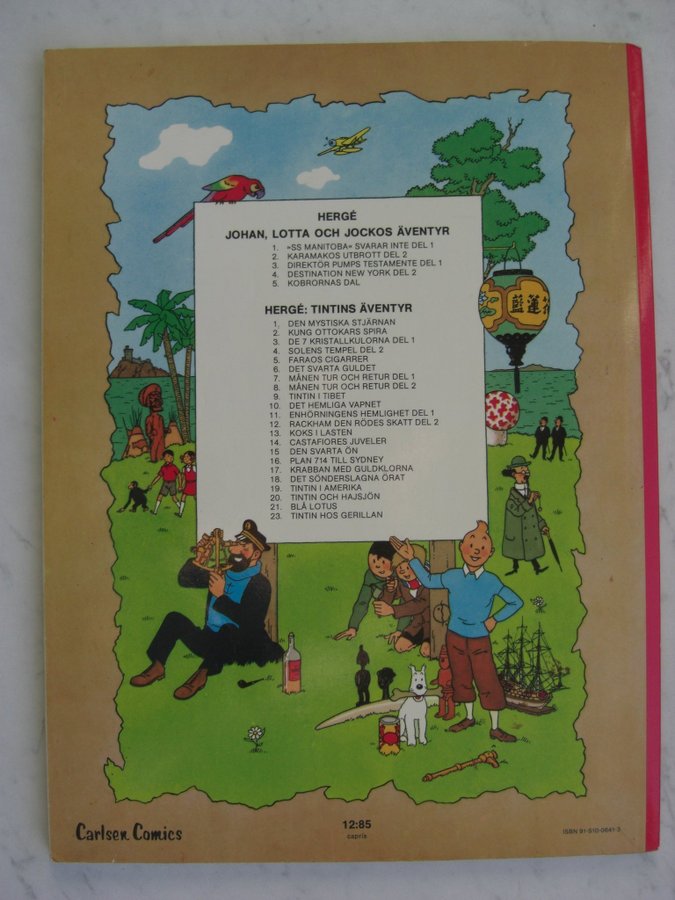 HERGÉ
JOHAN, LOTTA OCH JOCKOS ÄVENTYR
1. »SS MANITOBA» SVARAR INTE DEL 1
2. KARAMAKOS UTBROTT DEL 2
3. DIREKTÖR PUMPS TESTAMENTE DEL 1
4. DESTINATION NEW YORK DEL 2
5. KOBRORNAS DAL
HERGÉ: TINTINS ÄVENTYR
1. DEN MYSTISKA STJÄRNAN
2. KUNG OTTOKARS SPIRA
3. DE 7 KRISTALLKULORNA DEL 1
4. SOLENS TEMPEL DEL 2
5. FARAOS CIGARRER
6. DET SVARTA GULDET
7. MÅNEN TUR OCH RETUR DEL 1
8. MÅNEN TUR OCH RETUR DEL 2
9. TINTIN I TIBET
10. DET HEMLIGA VAPNET
11. ENHÖRNINGENS HEMLIGHET DEL 1
12. RACKHAM DEN RÖDES SKATT DEL 2
13. KOKS I LASTEN
14. CASTAFIORES JUVELER
15. DEN SVARTA ÖN
16. PLAN 714 TILL SYDNEY
17. KRABBAN MED GULDKLORNA
18. DET SÖNDERSLAGNA ÖRAT
19. TINTIN I AMERIKA
20. TINTIN OCH HAJSJÖN
21. BLÅ LOTUS
23. TINTIN HOS GERILLAN
藍蓮
Carlsen Comics
12:85
capris
ISBN 91-510-0641-3